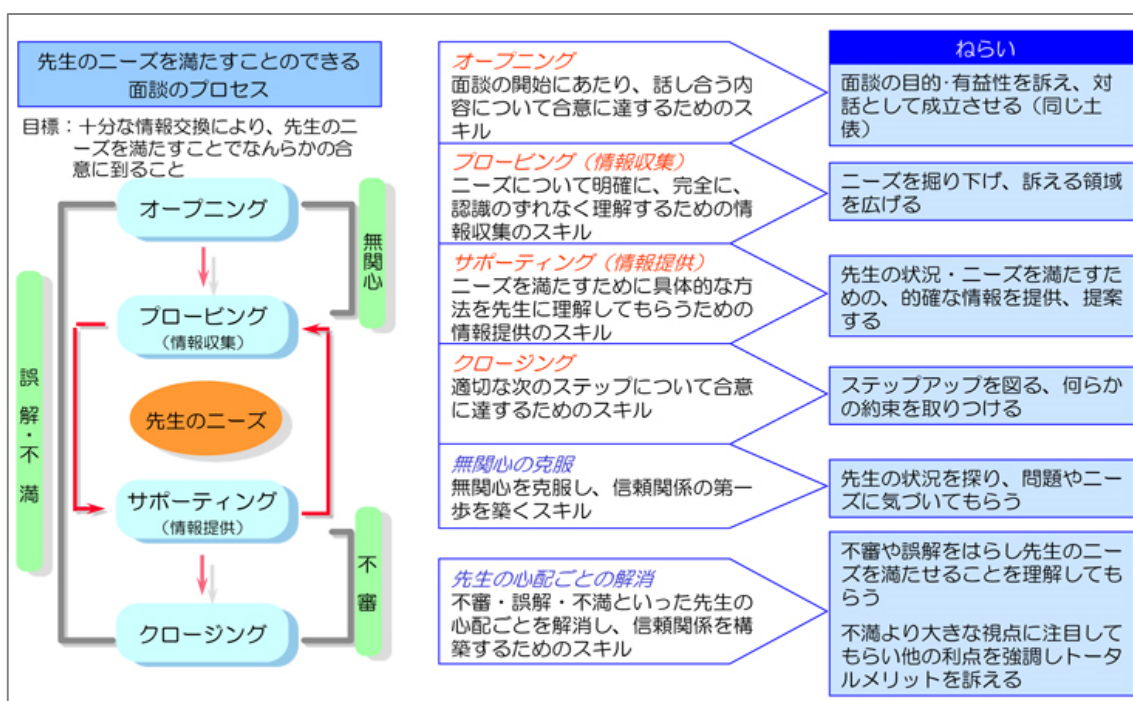 先生のニーズを満たすことのできる
面談のプロセス
目標：十分な情報交換により、先生のニ
ーズを満たすことでなんらかの合
意に到ること
オープニング
無関心
プロービング
（情報収集）
誤解・不満
先生のニーズ
サポーティング
（情報提供）
不審
クロージング
オープニング
面談の開始にあたり、話し合う内
容について合意に達するためのス
キル
プロービング（情報収集）
ニーズについて明確に、完全に、
認識のずれなく理解するための情
報収集のスキル
サポーティング（情報提供）
ニーズを満たすために具体的な方
法を先生に理解してもらうための
情報提供のスキル
クロージング
適切な次のステップについて合意
に達するためのスキル
無関心の克服
無関心を克服し、信頼関係の第一
歩を築くスキル
先生の心配ごとの解消
不審・誤解・不満といった先生の
心配ごとを解消し、信頼関係を構
築するためのスキル
ねらい
面談の目的･有益性を訴え、対
話として成立させる（同じ土
俵）
ニーズを掘り下げ、訴える領域
を広げる
先生の状況・ニーズを満たすた
めの、的確な情報を提供、提案
する
ステップアップを図る、何らか
の約束を取りつける
先生の状況を探り、問題やニー
ズに気づいてもらう
不審や誤解をはらし先生のニー
ズを満たせることを理解しても
らう
不満より大きな視点に注目して
もらい他の利点を強調しトータ
ルメリットを訴える